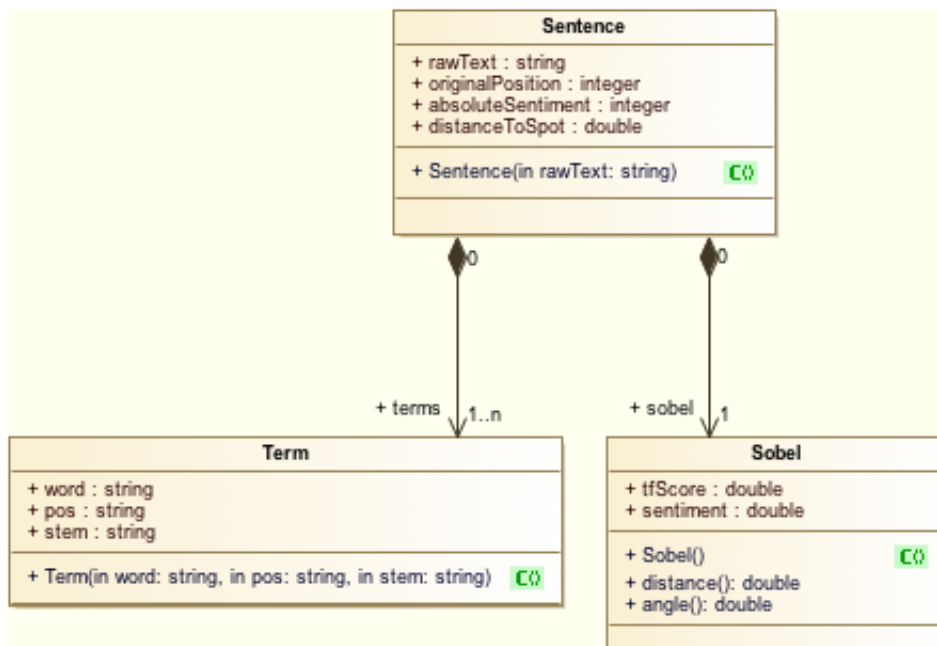 Sentence
+ rawText : string
+ originalPosition : integer
+ absoluteSentiment : integer
+ distanceToSpot : double
+ Sentence(in rawText: string) C()
0
0
+ terms
1..n
+ sobel
1
Term
+ word : string
+ pos : string
+ stem : string
+ Term(in word: string, in pos: string, in stem: string) C()
Sobel
+ tfScore : double
+ sentiment : double
+ Sobel() C()
+ distance(): double
+ angle(): double